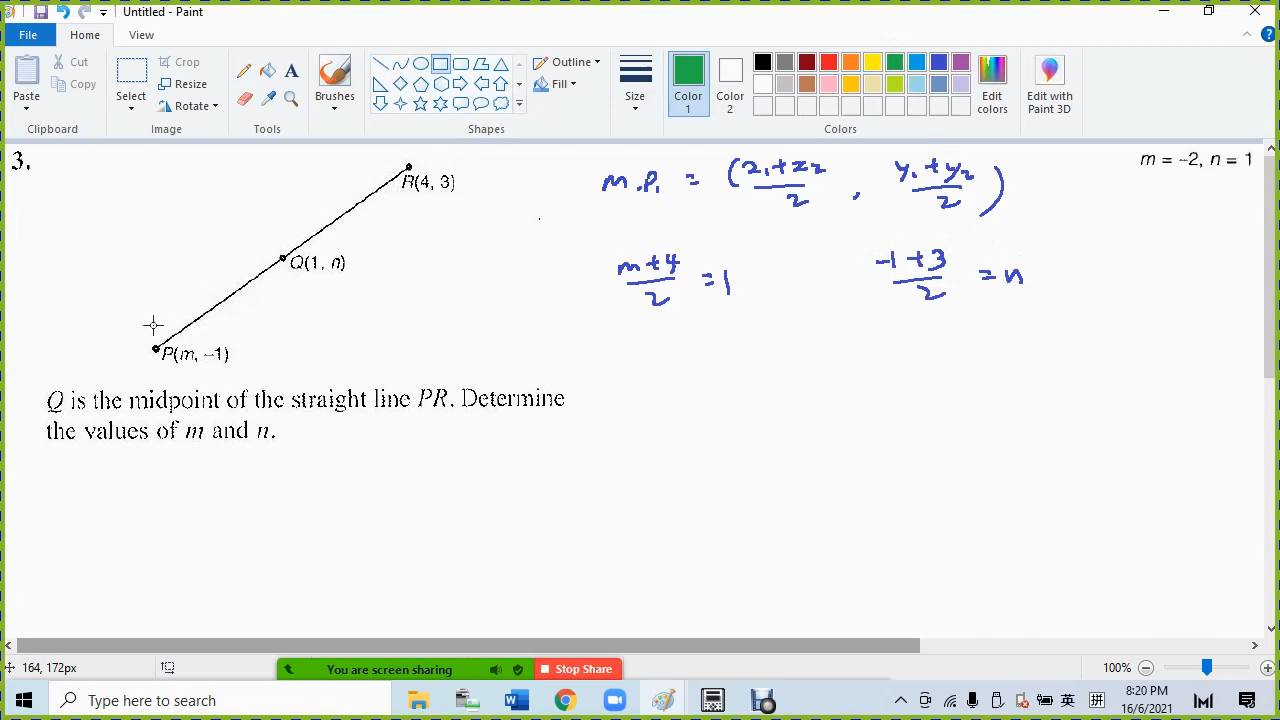 Untitled - Paint
File Home View
Paste Cut Copy Clipboard
Select Crop Resize Rotate Image
Tools
Brushes
Shapes
Outline Fill
Size
Color 1
Color 2
Colors
Edit colors
Edit with Paint 3D
3.
m = –2, n = 1
R(4, 3)
Q(1, n)
P(m, –1)
M.P. = (x₁+x₂/2 , y₁+y₂/2)
m+4/2 = 1
-1+3/2 = n
Q is the midpoint of the straight line PR. Determine
the values of m and n.
164, 172px
100%
You are screen sharing
Stop Share
Type here to search
英
拼
8:20 PM
16/6/2021